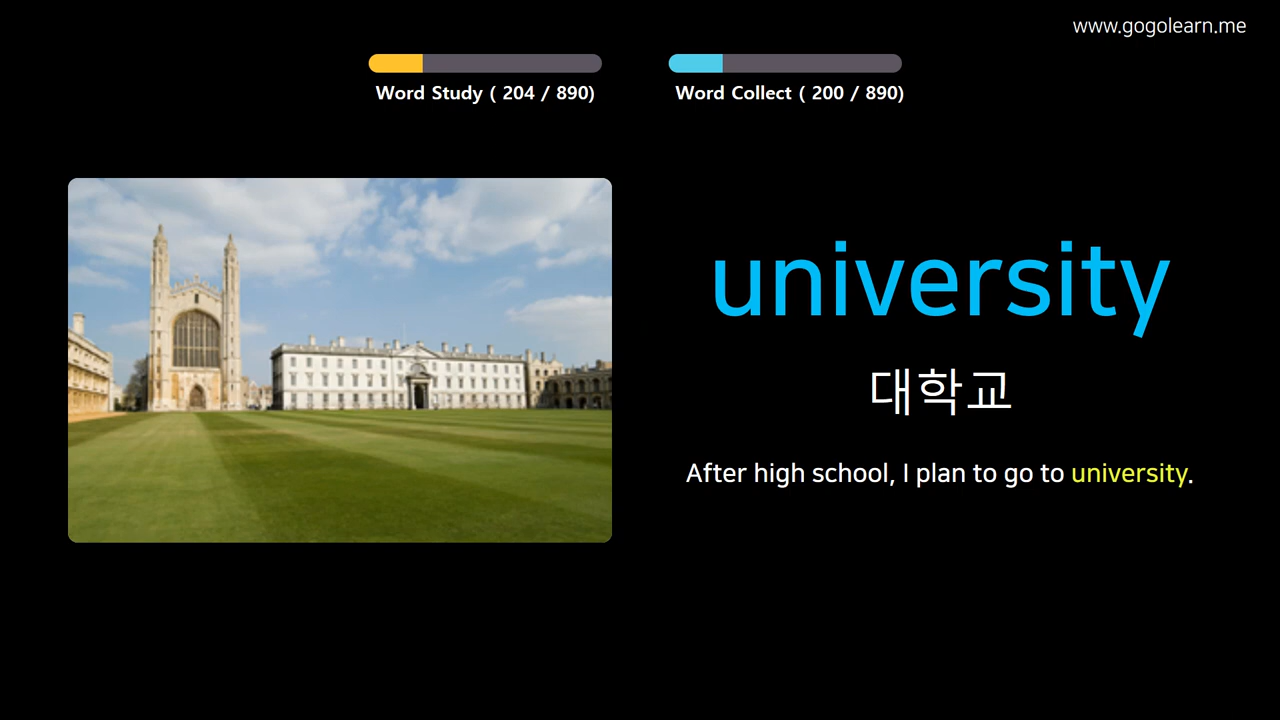 www.gogolearn.me
Word Study ( 204 / 890)
Word Collect ( 200 / 890)
university
대학교
After high school, I plan to go to university.